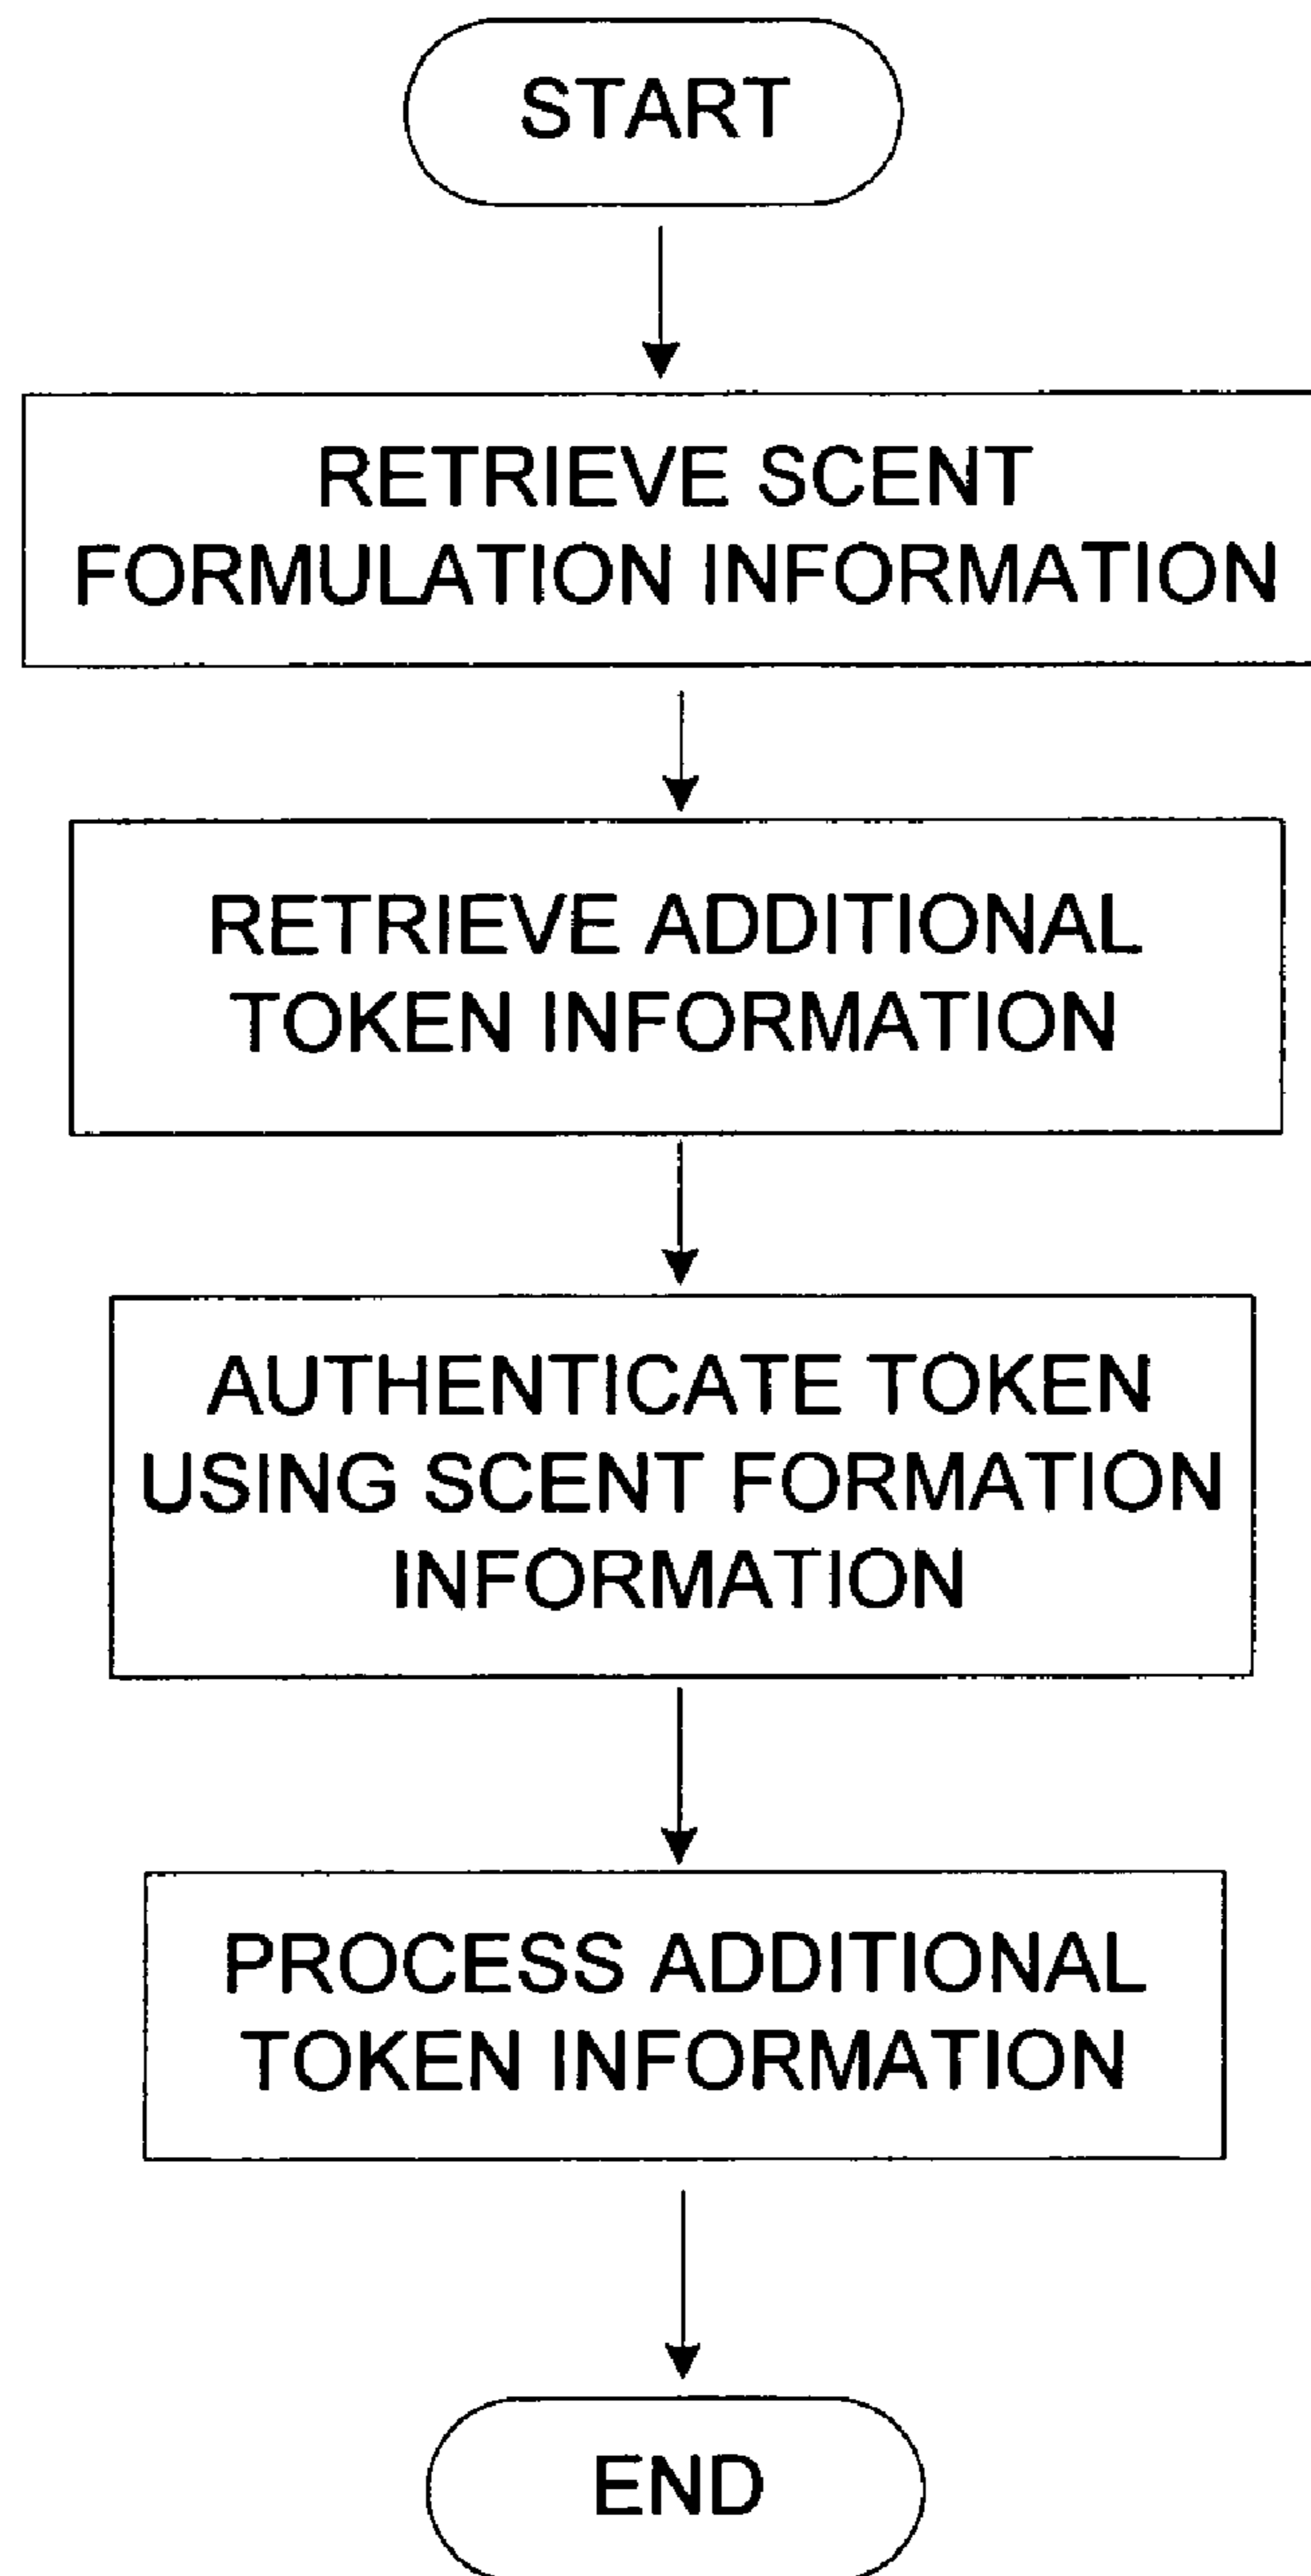 START
RETRIEVE SCENT
FORMULATION INFORMATION
RETRIEVE ADDITIONAL
TOKEN INFORMATION
AUTHENTICATE TOKEN
USING SCENT FORMATION
INFORMATION
PROCESS ADDITIONAL
TOKEN INFORMATION
END